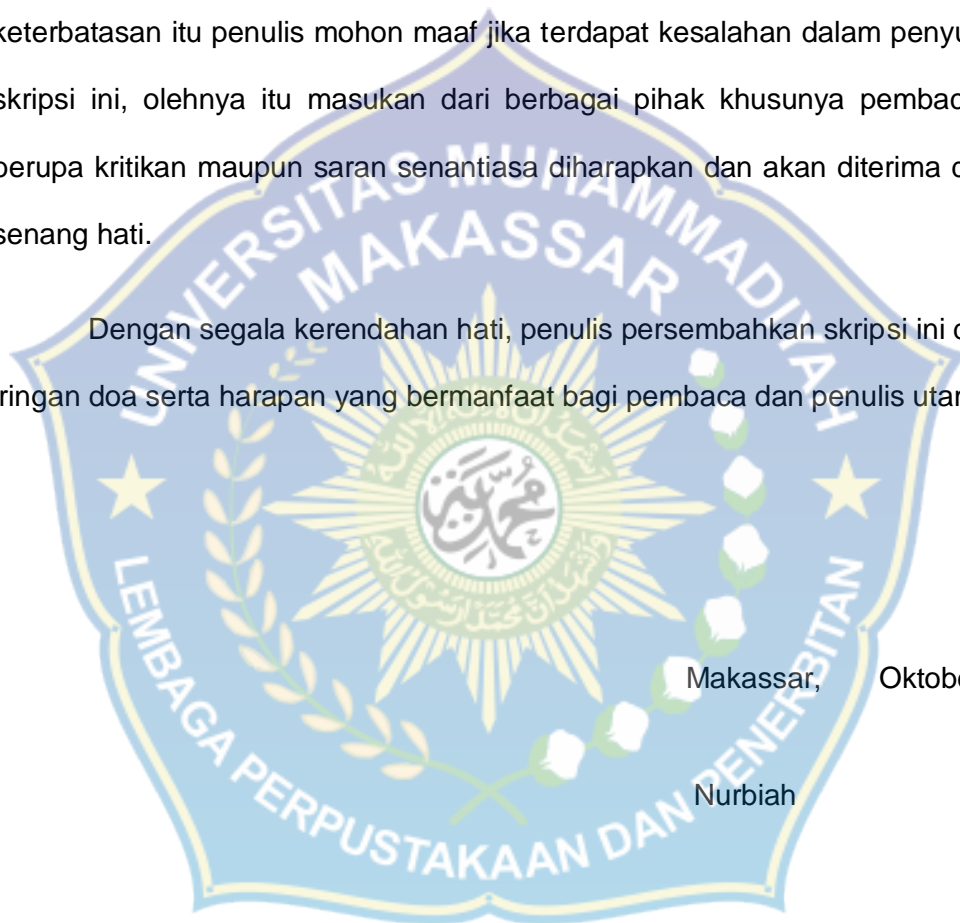 keterbatasan itu penulis mohon maaf jika terdapat kesalahan dalam penyu
skripsi ini, olehnya itu masukan dari berbagai pihak khusunya pembac
berupa kritikan maupun saran senantiasa diharapkan dan akan diterima d
senang hati.
Dengan segala kerendahan hati, penulis persembahkan skripsi ini d
iringan doa serta harapan yang bermanfaat bagi pembaca dan penulis utam
UNIVERSITAS MUHAMMADIYAH
MAKASSAR
محمدية
LEMBAGA PERPUSTAKAAN DAN PENERBITAN
Makassar, Oktobe
Nurbiah